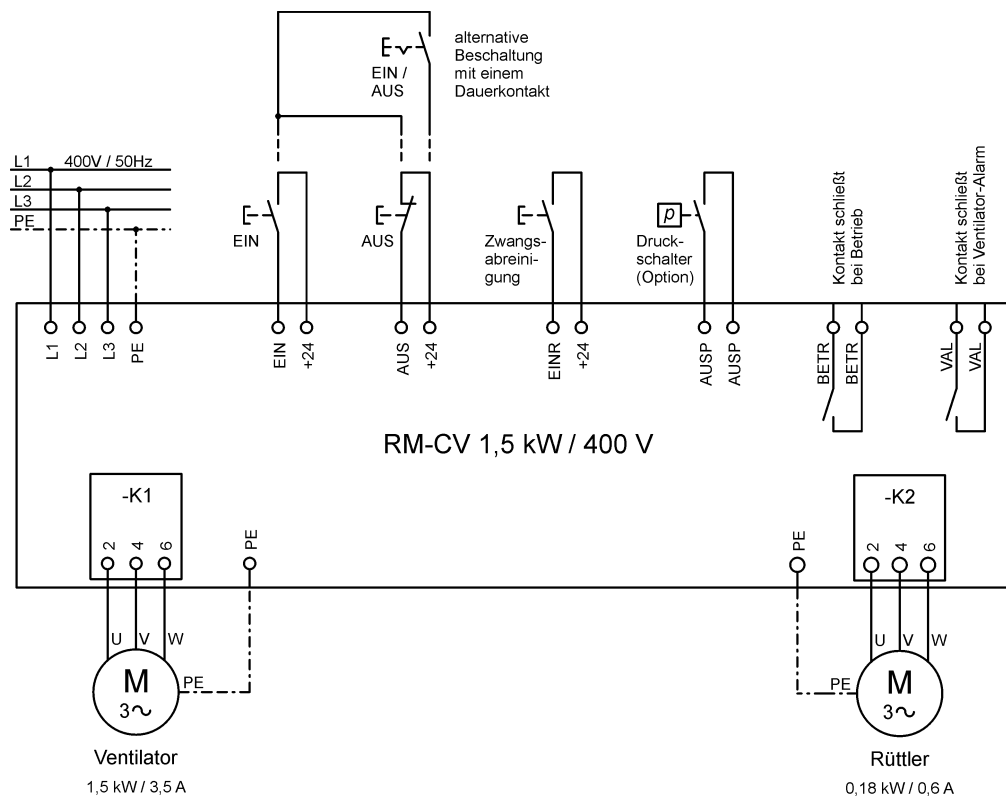 alternative
Beschaltung
mit einem
Dauerkontakt
EIN /
AUS
L1
400V / 50Hz
L2
L3
PE
EIN
AUS
Zwangs-
abreini-
gung
p
Druck-
schalter
(Option)
Kontakt schließt
bei Betrieb
Kontakt schließt
bei Ventilator-Alarm
L1
L2
L3
PE
EIN
+24
AUS
+24
EINR
+24
AUSP
AUSP
BETR
BETR
VAL
VAL
RM-CV 1,5 kW / 400 V
-K1
2
4
6
PE
-K2
2
4
6
PE
U
V
W
M
3~
PE
U
V
W
M
3~
PE
Ventilator
1,5 kW / 3,5 A
Rüttler
0,18 kW / 0,6 A